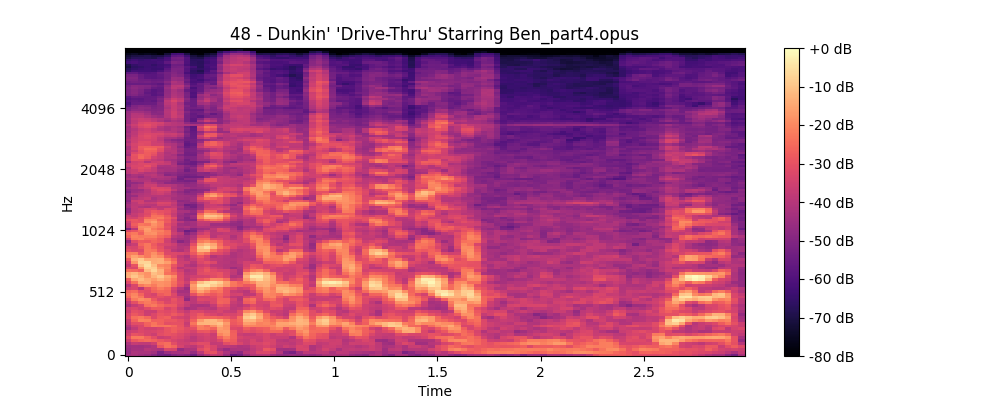 48 - Dunkin' 'Drive-Thru' Starring Ben_part4.opus
4096
2048
1024
512
0
Hz
0
0.5
1
1.5
2
2.5
Time
+0 dB
-10 dB
-20 dB
-30 dB
-40 dB
-50 dB
-60 dB
-70 dB
-80 dB